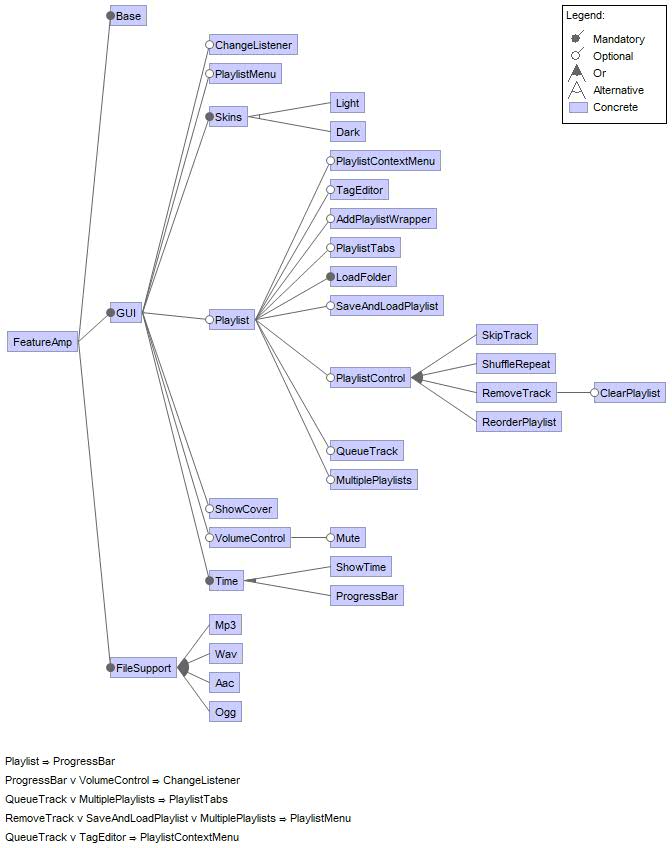 Base
Legend:
Mandatory
Optional
Or
Alternative
Concrete
ChangeListener
PlaylistMenu
Skins
Light
Dark
PlaylistContextMenu
TagEditor
AddPlaylistWrapper
PlaylistTabs
LoadFolder
SaveAndLoadPlaylist
GUI
Playlist
FeatureAmp
SkipTrack
ShuffleRepeat
PlaylistControl
RemoveTrack
ClearPlaylist
ReorderPlaylist
QueueTrack
MultiplePlaylists
ShowCover
VolumeControl
Mute
ShowTime
Time
ProgressBar
Mp3
Wav
FileSupport
Aac
Ogg
Playlist ⇒ ProgressBar
ProgressBar v VolumeControl ⇒ ChangeListener
QueueTrack v MultiplePlaylists ⇒ PlaylistTabs
RemoveTrack v SaveAndLoadPlaylist v MultiplePlaylists ⇒ PlaylistMenu
QueueTrack v TagEditor ⇒ PlaylistContextMenu